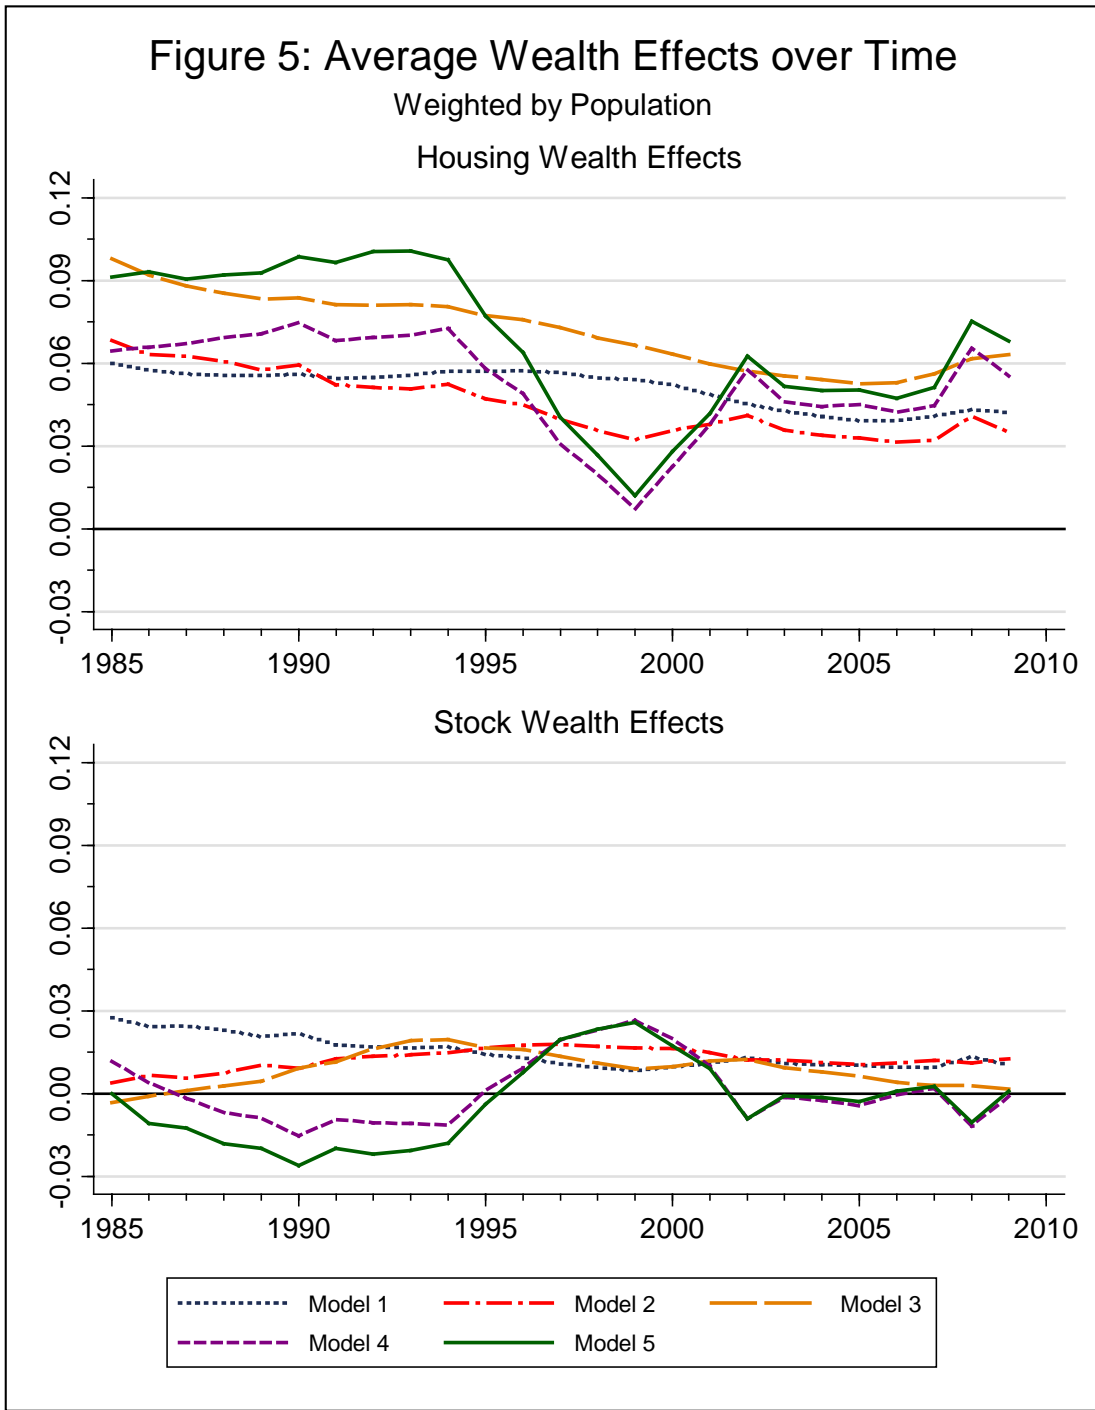 Figure 5: Average Wealth Effects over Time
Weighted by Population
Housing Wealth Effects
0.12
0.09
0.06
0.03
0.00
-0.03
1985 1990 1995 2000 2005 2010
Stock Wealth Effects
0.12
0.09
0.06
0.03
0.00
-0.03
1985 1990 1995 2000 2005 2010
Model 1 Model 2 Model 3
Model 4 Model 5